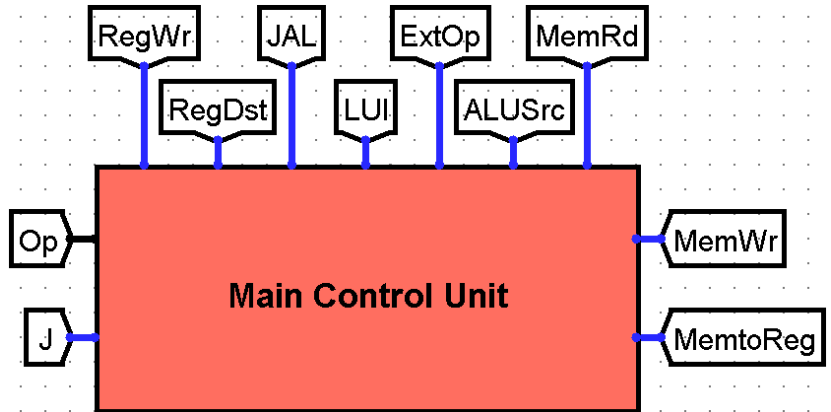 RegWr
JAL
ExtOp
MemRd
RegDst
LUI
ALUSrc
Op
MemWr
Main Control Unit
J
MemtoReg